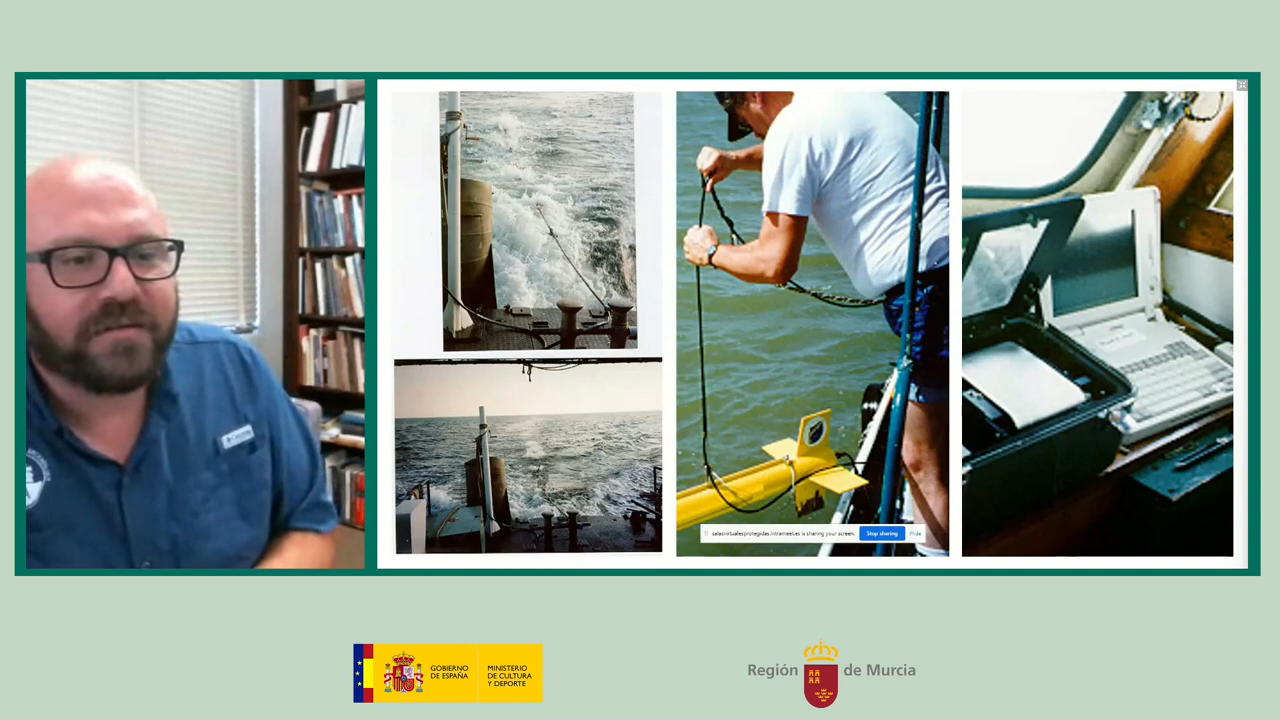 salasvirtualesprotegidas.intrameet.es is sharing your screen.
Stop sharing
Hide
GOBIERNO
DE ESPAÑA
MINISTERIO
DE CULTURA
Y DEPORTE
Región de Murcia